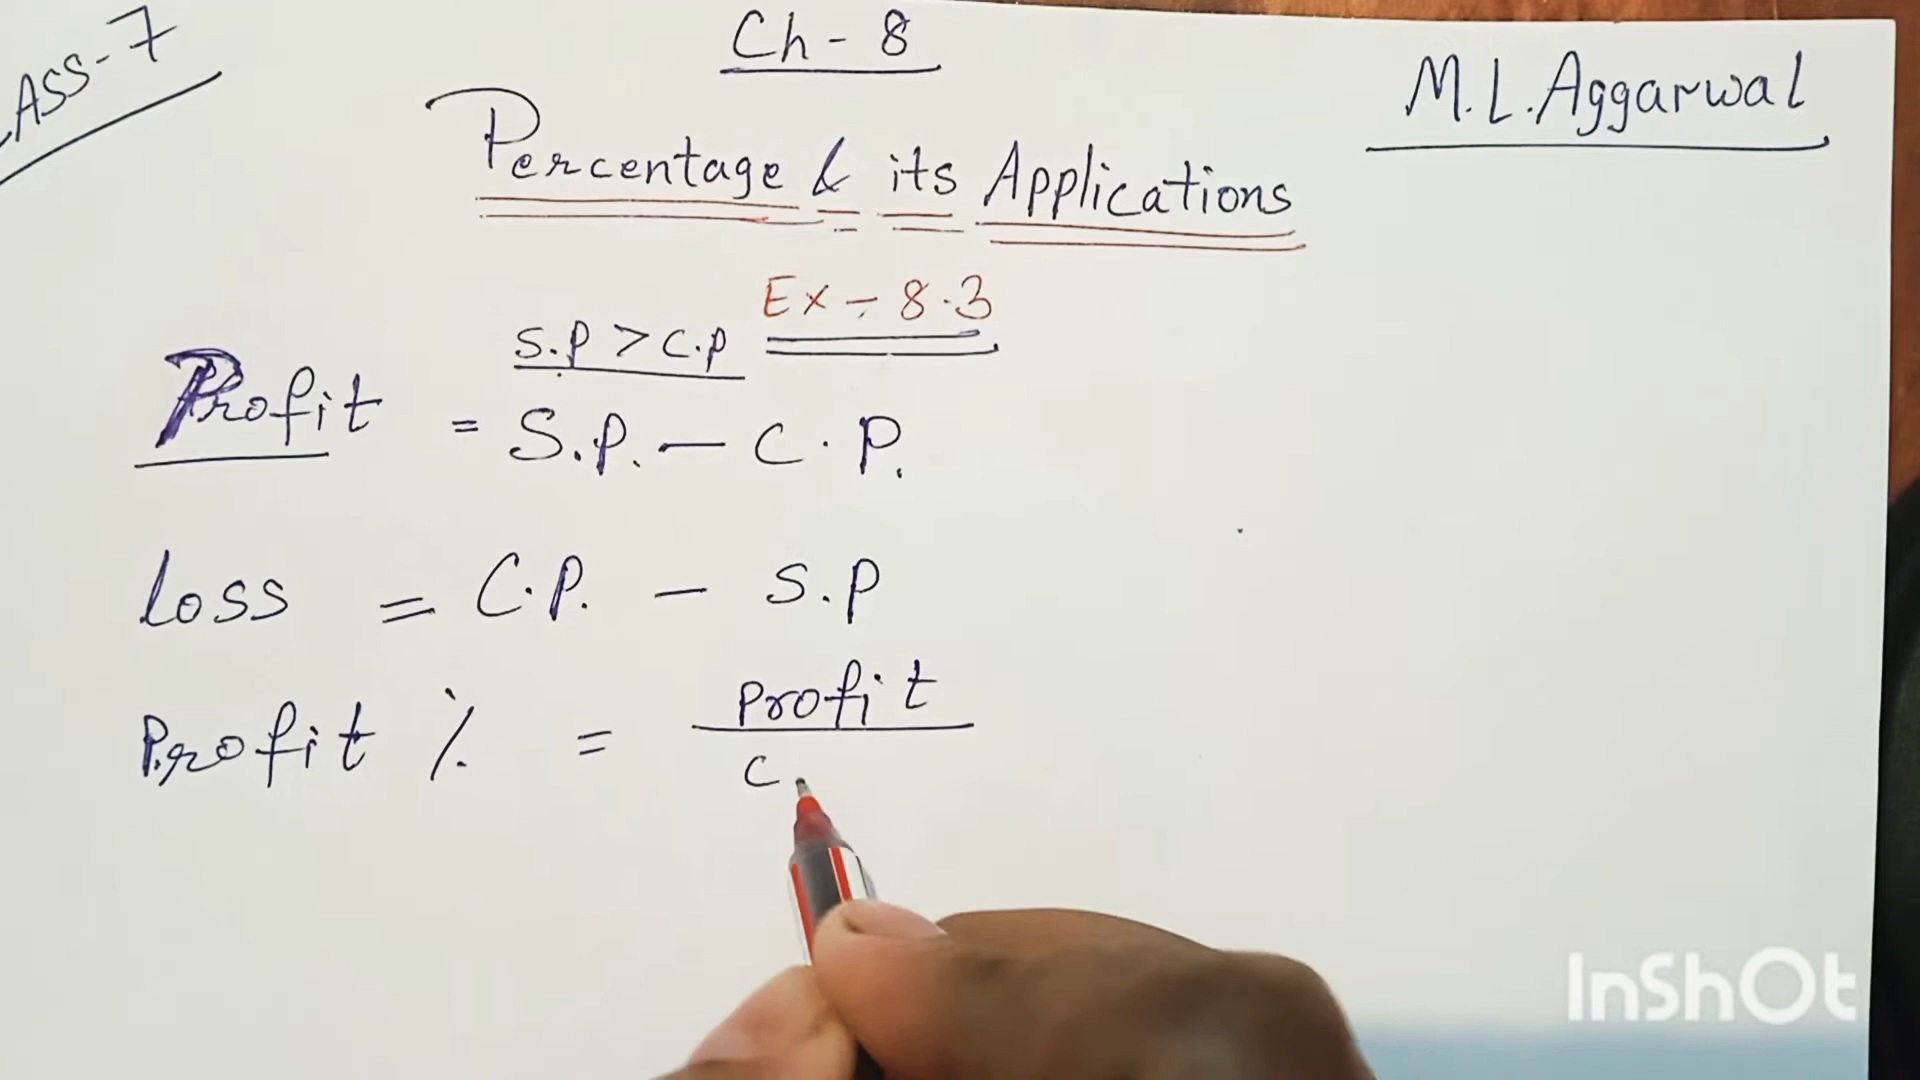 Ch - 8
ASS-7
M.L.Aggarwal
Percentage & its Applications
Ex - 8.3
S.P > C.P
Profit = S.P. - C.P.
Loss = C.P. - S.P
Profit % = Profit
C.
InShOt